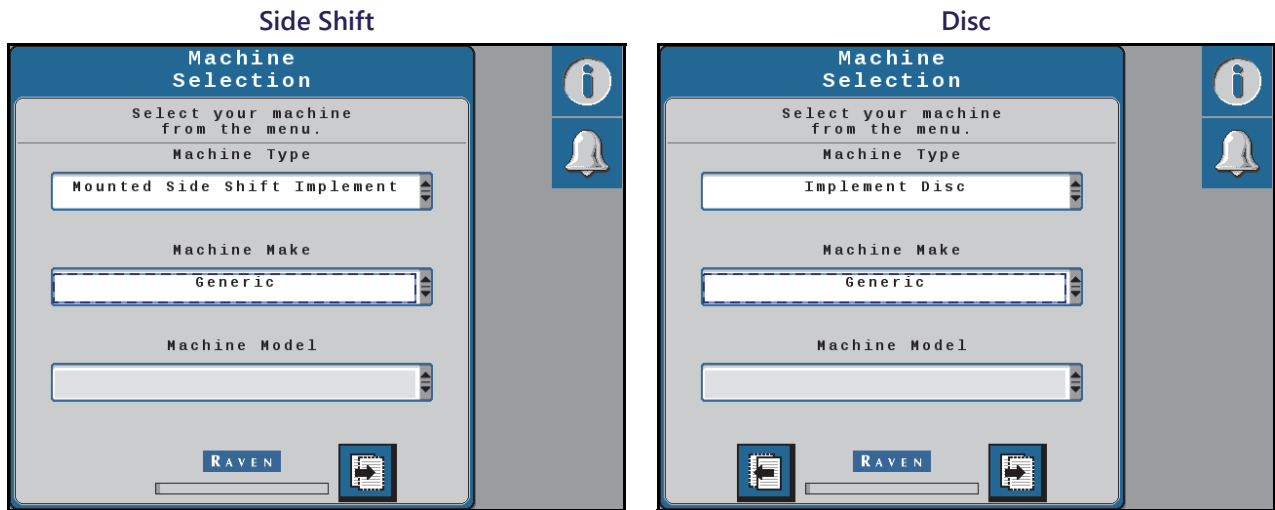 Side Shift
Machine
Selection
Select your machine
from the menu.
Machine Type
Mounted Side Shift Implement
Machine Make
Generic
Machine Model
RAVEN
Disc
Machine
Selection
Select your machine
from the menu.
Machine Type
Implement Disc
Machine Make
Generic
Machine Model
RAVEN